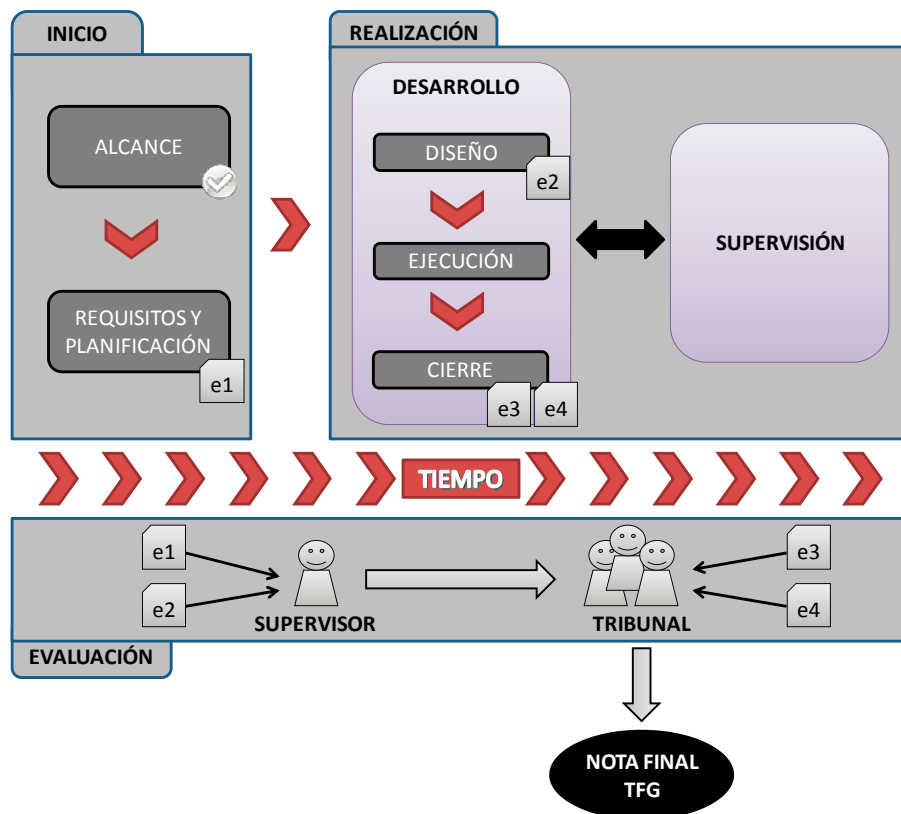 INICIO
ALCANCE
REQUISITOS Y
PLANIFICACIÓN
e1
REALIZACIÓN
DESARROLLO
DISEÑO
e2
EJECUCIÓN
CIERRE
e3
e4
SUPERVISIÓN
TIEMPO
e1
e2
SUPERVISOR
TRIBUNAL
e3
e4
EVALUACIÓN
NOTA FINAL
TFG